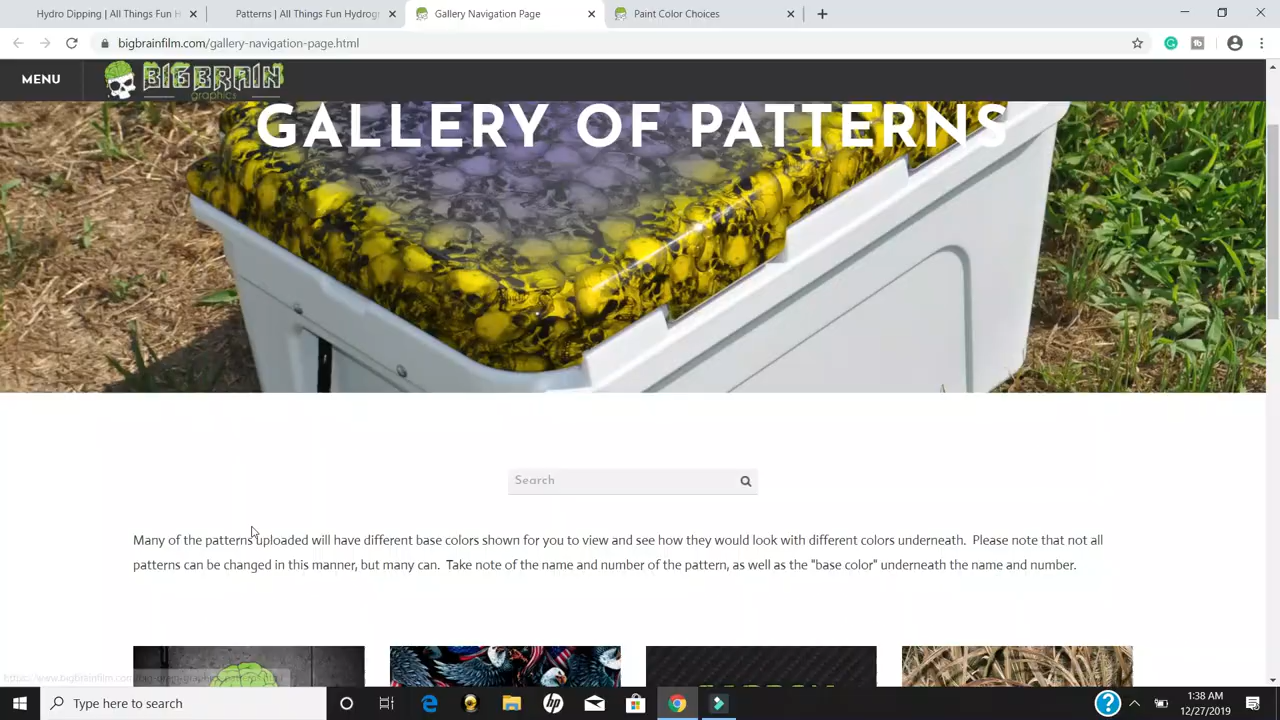 Hydro Dipping | All Things Fun H
Patterns | All Things Fun Hydrogr
Gallery Navigation Page
Paint Color Choices
bigbrainfilm.com/gallery-navigation-page.html
MENU
BIGBRAIN
graphics
GALLERY OF PATTERNS
Search
Many of the patterns uploaded will have different base colors shown for you to view and see how they would look with different colors underneath. Please note that not all
patterns can be changed in this manner, but many can. Take note of the name and number of the pattern, as well as the "base color" underneath the name and number.
Type here to search
1:38 AM
12/27/2019